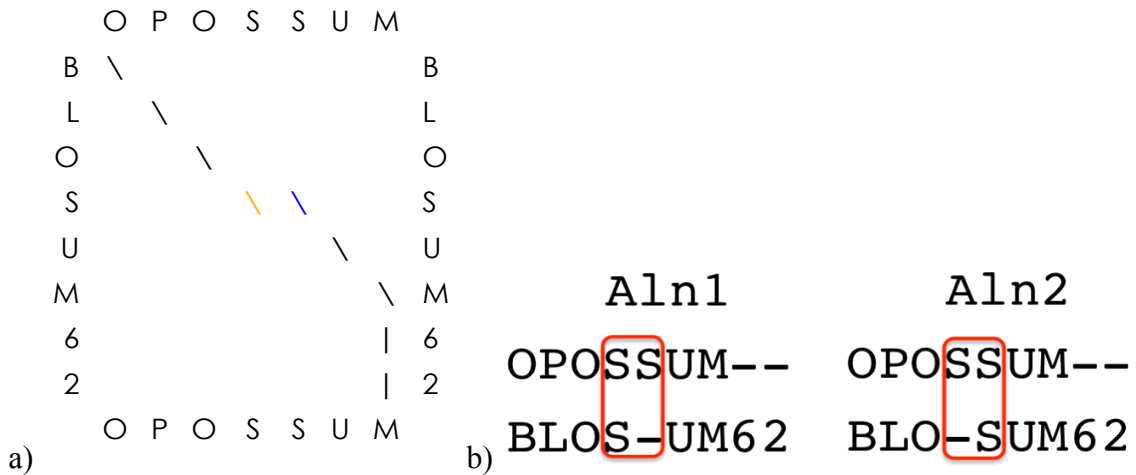 O P O S S U M
B \ B
L \ L
O \ O
S \ \ S
U \ U
M \ M
6 | 6
2 | 2
O P O S S U M
a)
Aln1
OPOSSUM--
BLOS-UM62
b)
Aln2
OPOSSUM--
BLO-SUM62